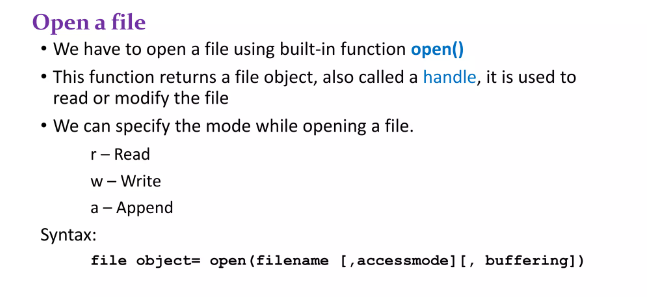 Open a file
• We have to open a file using built-in function open()
• This function returns a file object, also called a handle, it is used to
read or modify the file
• We can specify the mode while opening a file.
r – Read
w – Write
a – Append
Syntax:
file object= open(filename [,accessmode][, buffering])